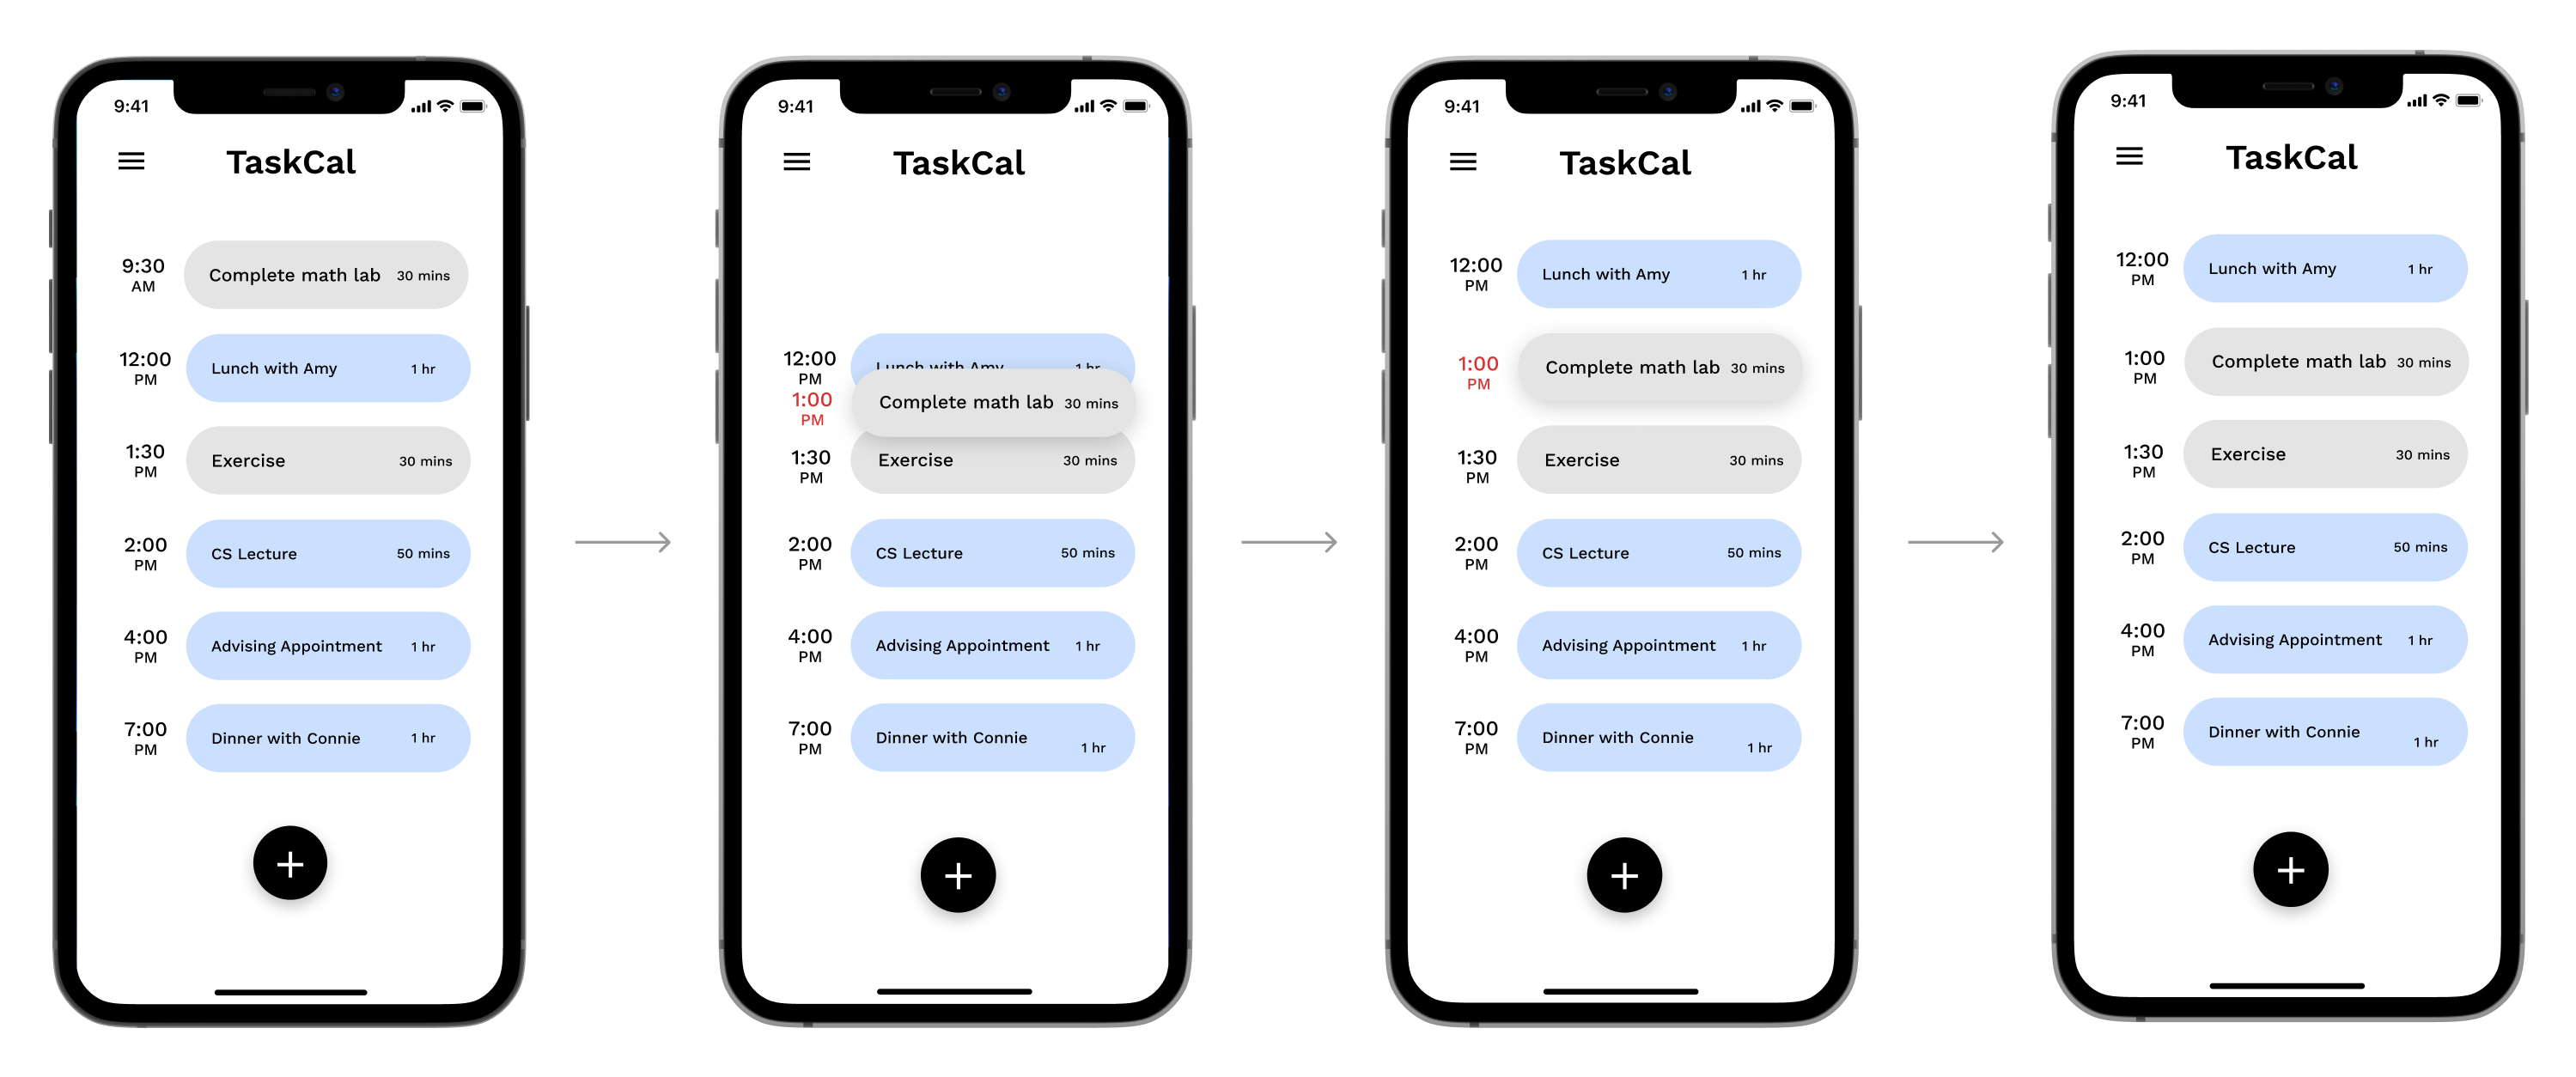 9:41
TaskCal
9:30
AM
Complete math lab 30 mins
12:00
PM
Lunch with Amy 1 hr
1:30
PM
Exercise 30 mins
2:00
PM
CS Lecture 50 mins
4:00
PM
Advising Appointment 1 hr
7:00
PM
Dinner with Connie 1 hr
+
9:41
TaskCal
12:00
PM
Lunch with Amy 1 hr
1:00
PM
Complete math lab 30 mins
1:30
PM
Exercise 30 mins
2:00
PM
CS Lecture 50 mins
4:00
PM
Advising Appointment 1 hr
7:00
PM
Dinner with Connie 1 hr
+
9:41
TaskCal
12:00
PM
Lunch with Amy 1 hr
1:00
PM
Complete math lab 30 mins
1:30
PM
Exercise 30 mins
2:00
PM
CS Lecture 50 mins
4:00
PM
Advising Appointment 1 hr
7:00
PM
Dinner with Connie 1 hr
+
9:41
TaskCal
12:00
PM
Lunch with Amy 1 hr
1:00
PM
Complete math lab 30 mins
1:30
PM
Exercise 30 mins
2:00
PM
CS Lecture 50 mins
4:00
PM
Advising Appointment 1 hr
7:00
PM
Dinner with Connie 1 hr
+